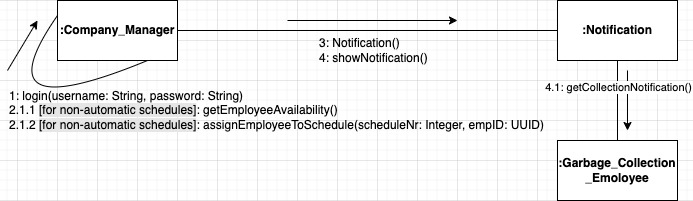 :Company_Manager
:Notification
3: Notification()
4: showNotification()
4.1: getCollectionNotification()
1: login(username: String, password: String)
2.1.1 [for non-automatic schedules]: getEmployeeAvailability()
2.1.2 [for non-automatic schedules]: assignEmployeeToSchedule(scheduleNr: Integer, empID: UUID)
:Garbage_Collection
_Emoloyee